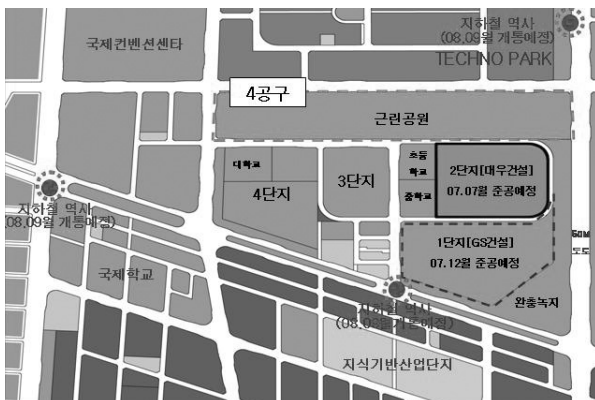 지하철 역사
(08.09월 개통예정)
국제컨벤션센타
TECHNO PARK
4공구
근린공원
초등
학교
중학교
대학교
4단지
3단지
2단지[대우건설]
07.07월 준공예정
지하철 역사
(08.09월 개통예정)
1단지[GS건설]
07.12월 준공예정
국제학교
완충녹지
지하철 역사
(08.08월개통예정)
지식기반산업단지